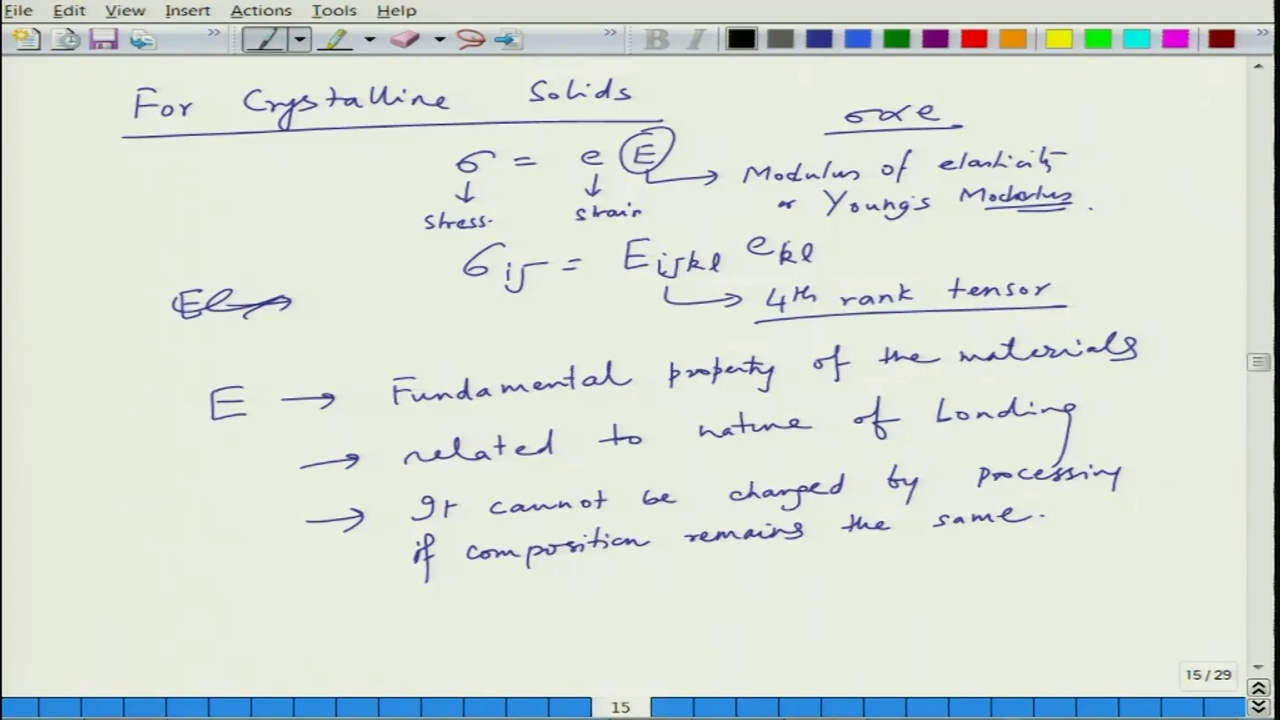 File Edit View Insert Actions Tools Help
For Crystalline Solids
σ ∝ e
σ = e E
Modulus of elasticity
or Young's Modulus.
stress
strain
σij = Eijkl ekl
4th rank tensor
E → Fundamental property of the materials
→ related to nature of bonding
→ It cannot be changed by processing
if composition remains the same.
15 / 29
15